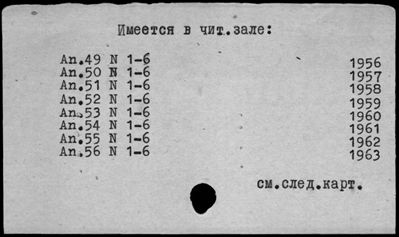 Имеется в чит.зале:
An.49 N 1-6 1956
An.50 N 1-6 1957
An.51 N 1-6 1958
An.52 N 1-6 1959
An.53 N 1-6 1960
An.54 N 1-6 1961
An.55 N 1-6 1962
An.56 N 1-6 1963
см.след.карт.